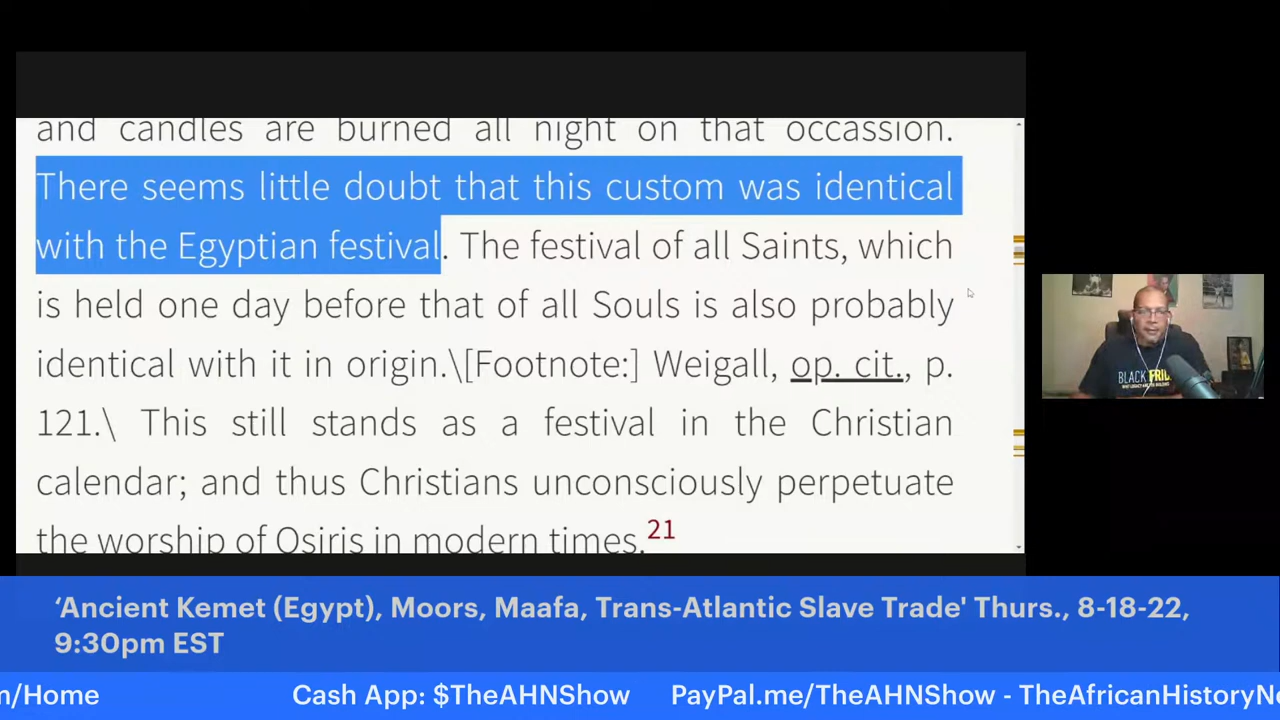 and candles are burned all night on that occassion.
There seems little doubt that this custom was identical
with the Egyptian festival. The festival of all Saints, which
is held one day before that of all Souls is also probably
identical with it in origin.\[Footnote:] Weigall, op. cit., p.
121.\ This still stands as a festival in the Christian
calendar; and thus Christians unconsciously perpetuate
the worship of Osiris in modern times.21
BLACK FRI
‘Ancient Kemet (Egypt), Moors, Maafa, Trans-Atlantic Slave Trade' Thurs., 8-18-22,
9:30pm EST
m/Home Cash App: $TheAHNShow PayPal.me/TheAHNShow - TheAfricanHistoryNe